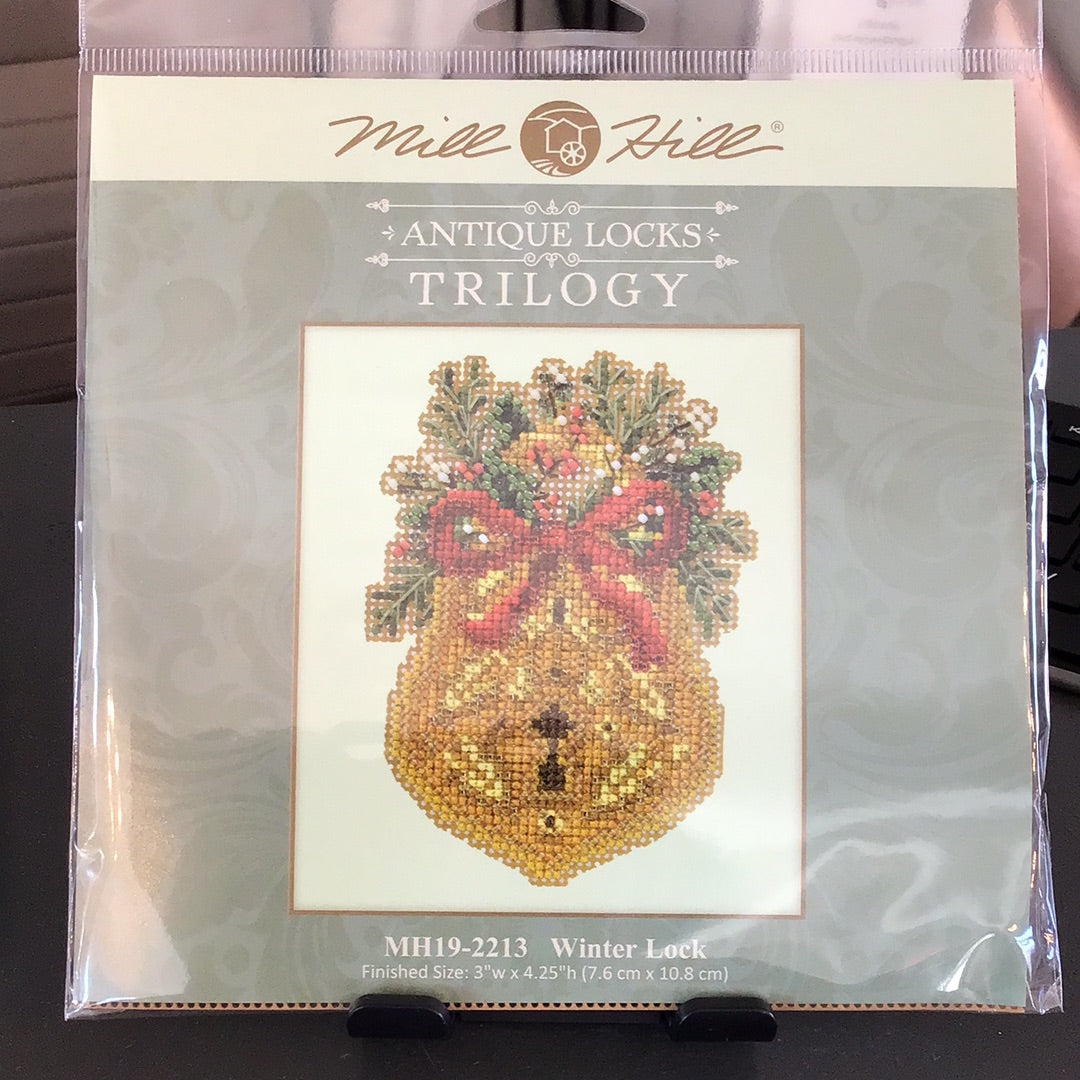 Mill Hill®
ANTIQUE LOCKS
TRILOGY
MH19-2213 Winter Lock
Finished Size: 3"w x 4.25"h (7.6 cm x 10.8 cm)